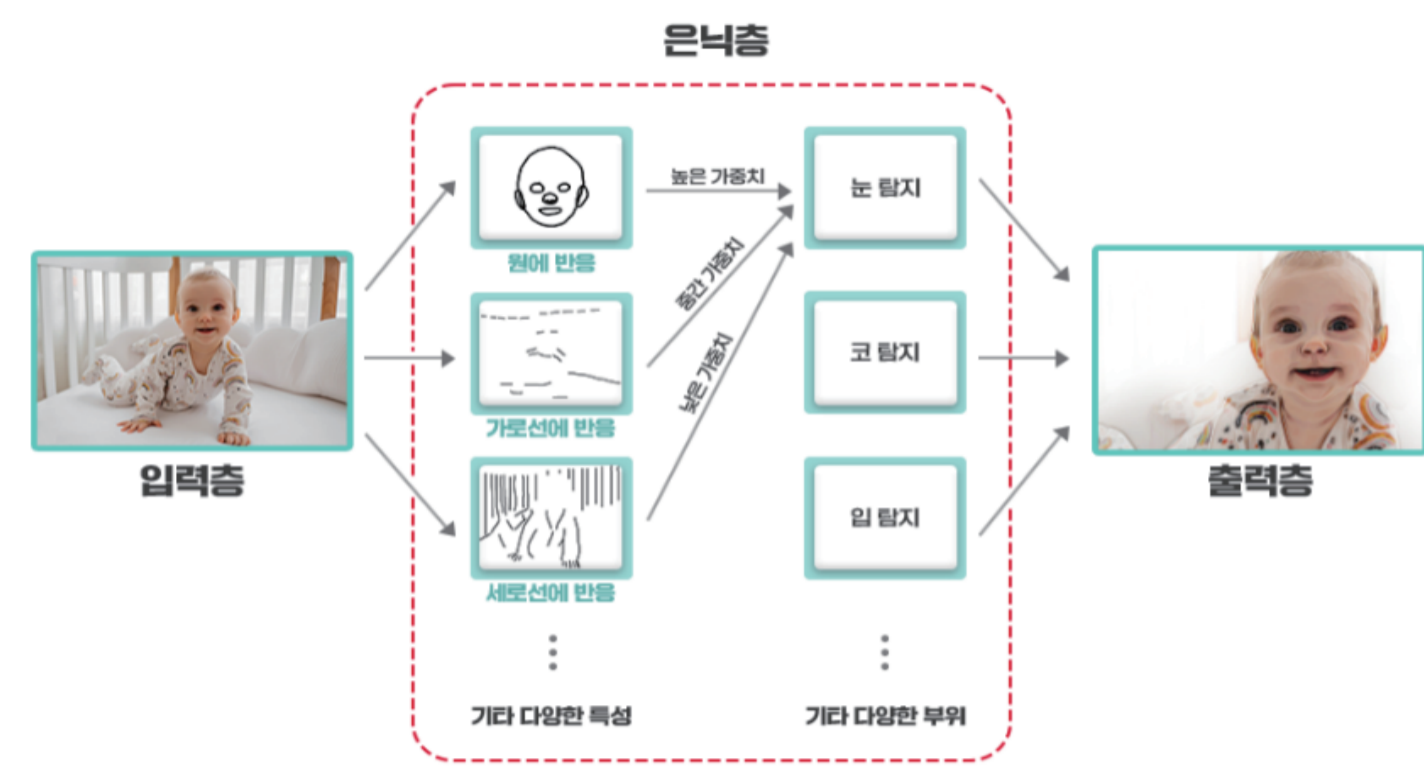 은닉층
높은 가중치
눈 탐지
원에 반응
중간 가중치
낮은 가중치
코 탐지
가로선에 반응
입력층
출력층
입 탐지
세로선에 반응
기타 다양한 특성
기타 다양한 부위